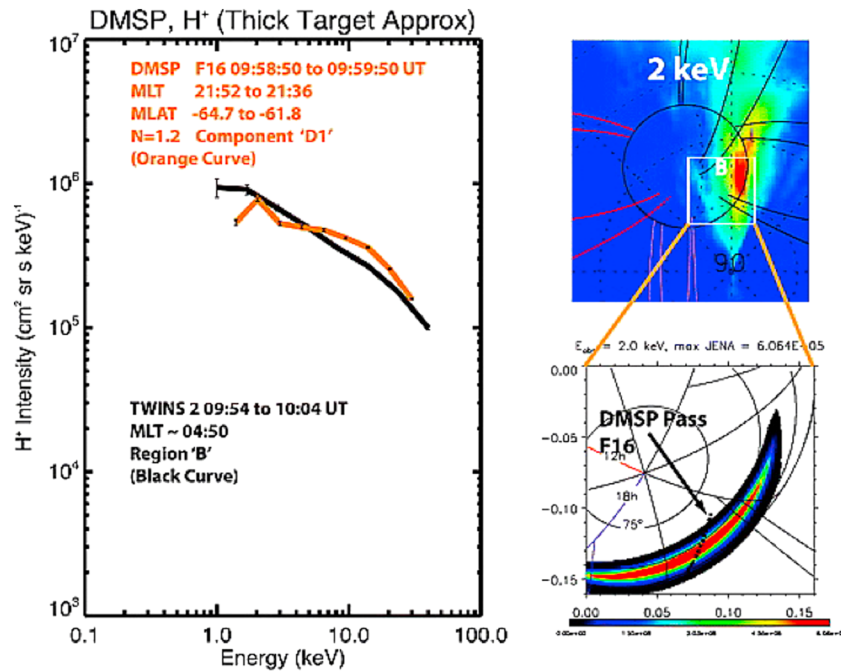 DMSP, H⁺ (Thick Target Approx)
H⁺ Intensity (cm² sr s keV)⁻¹
10⁷
10⁶
10⁵
10⁴
10³
DMSP F16 09:58:50 to 09:59:50 UT
MLT 21:52 to 21:36
MLAT -64.7 to -61.8
N=1.2 Component 'D1'
(Orange Curve)
TWINS 2 09:54 to 10:04 UT
MLT ~ 04:50
Region 'B'
(Black Curve)
0.1 1.0 10.0 100.0
Energy (keV)
2 keV
B
90
= 2.0 keV, max JENA = 6.064E-05
0.00
-0.05
-0.10
-0.15
DMSP Pass
F16
12h
18h
75°
0.00 0.05 0.10 0.15